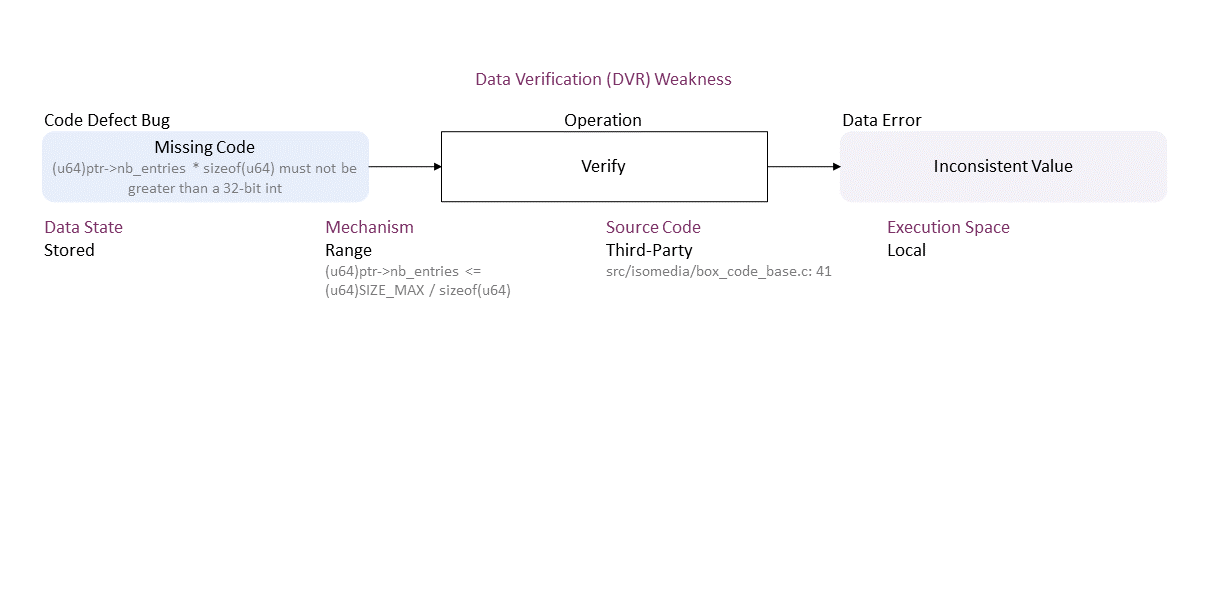 Data Verification (DVR) Weakness
Code Defect Bug
Operation
Data Error
Missing Code
(u64)ptr->nb_entries * sizeof(u64) must not be
greater than a 32-bit int
Verify
Inconsistent Value
Data State
Stored
Mechanism
Range
(u64)ptr->nb_entries <=
(u64)SIZE_MAX / sizeof(u64)
Source Code
Third-Party
src/isomedia/box_code_base.c: 41
Execution Space
Local